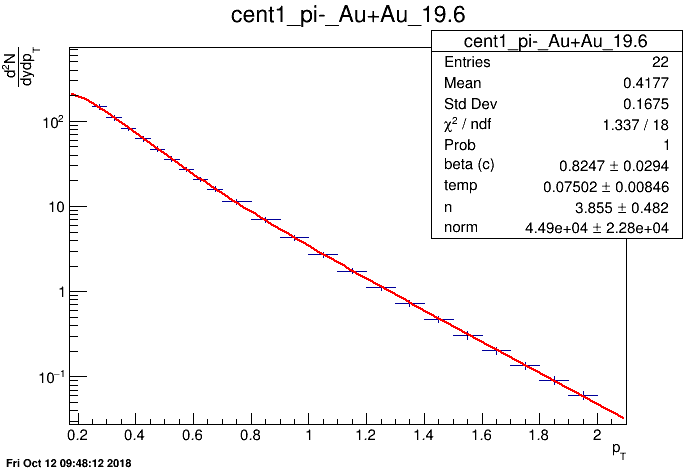 cent1_pi-_Au+Au_19.6
d²N
dydp_T
cent1_pi-_Au+Au_19.6
Entries 22
Mean 0.4177
Std Dev 0.1675
χ² / ndf 1.337 / 18
Prob 1
beta (c) 0.8247 ± 0.0294
temp 0.07502 ± 0.00846
n 3.855 ± 0.482
norm 4.49e+04 ± 2.28e+04
10²
10
1
10⁻¹
0.2 0.4 0.6 0.8 1 1.2 1.4 1.6 1.8 2
p_T
Fri Oct 12 09:48:12 2018